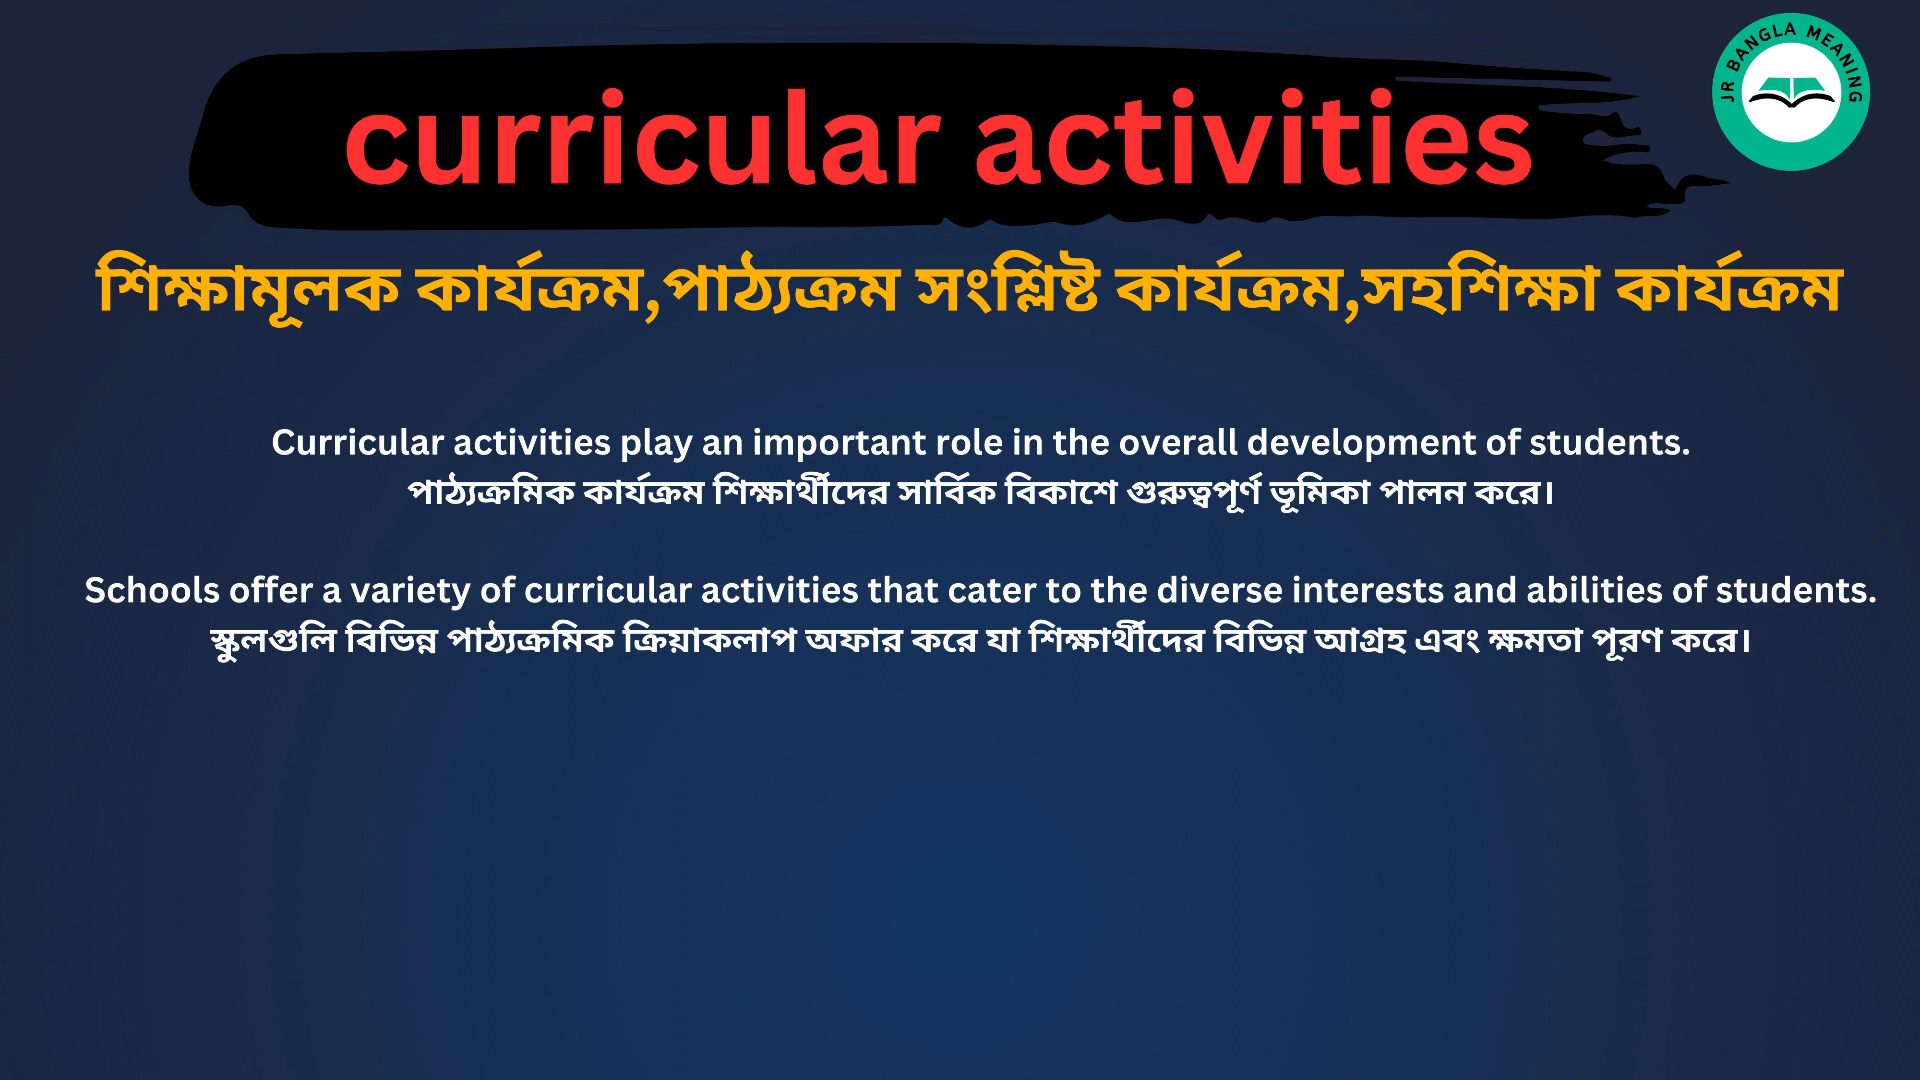 JR BANGLA MEANING
curricular activities
শিক্ষামূলক কার্যক্রম,পাঠ্যক্রম সংশ্লিষ্ট কার্যক্রম,সহশিক্ষা কার্যক্রম
Curricular activities play an important role in the overall development of students.
পাঠ্যক্রমিক কার্যক্রম শিক্ষার্থীদের সার্বিক বিকাশে গুরুত্বপূর্ণ ভূমিকা পালন করে।
Schools offer a variety of curricular activities that cater to the diverse interests and abilities of students.
স্কুলগুলি বিভিন্ন পাঠ্যক্রমিক ক্রিয়াকলাপ অফার করে যা শিক্ষার্থীদের বিভিন্ন আগ্রহ এবং ক্ষমতা পূরণ করে।